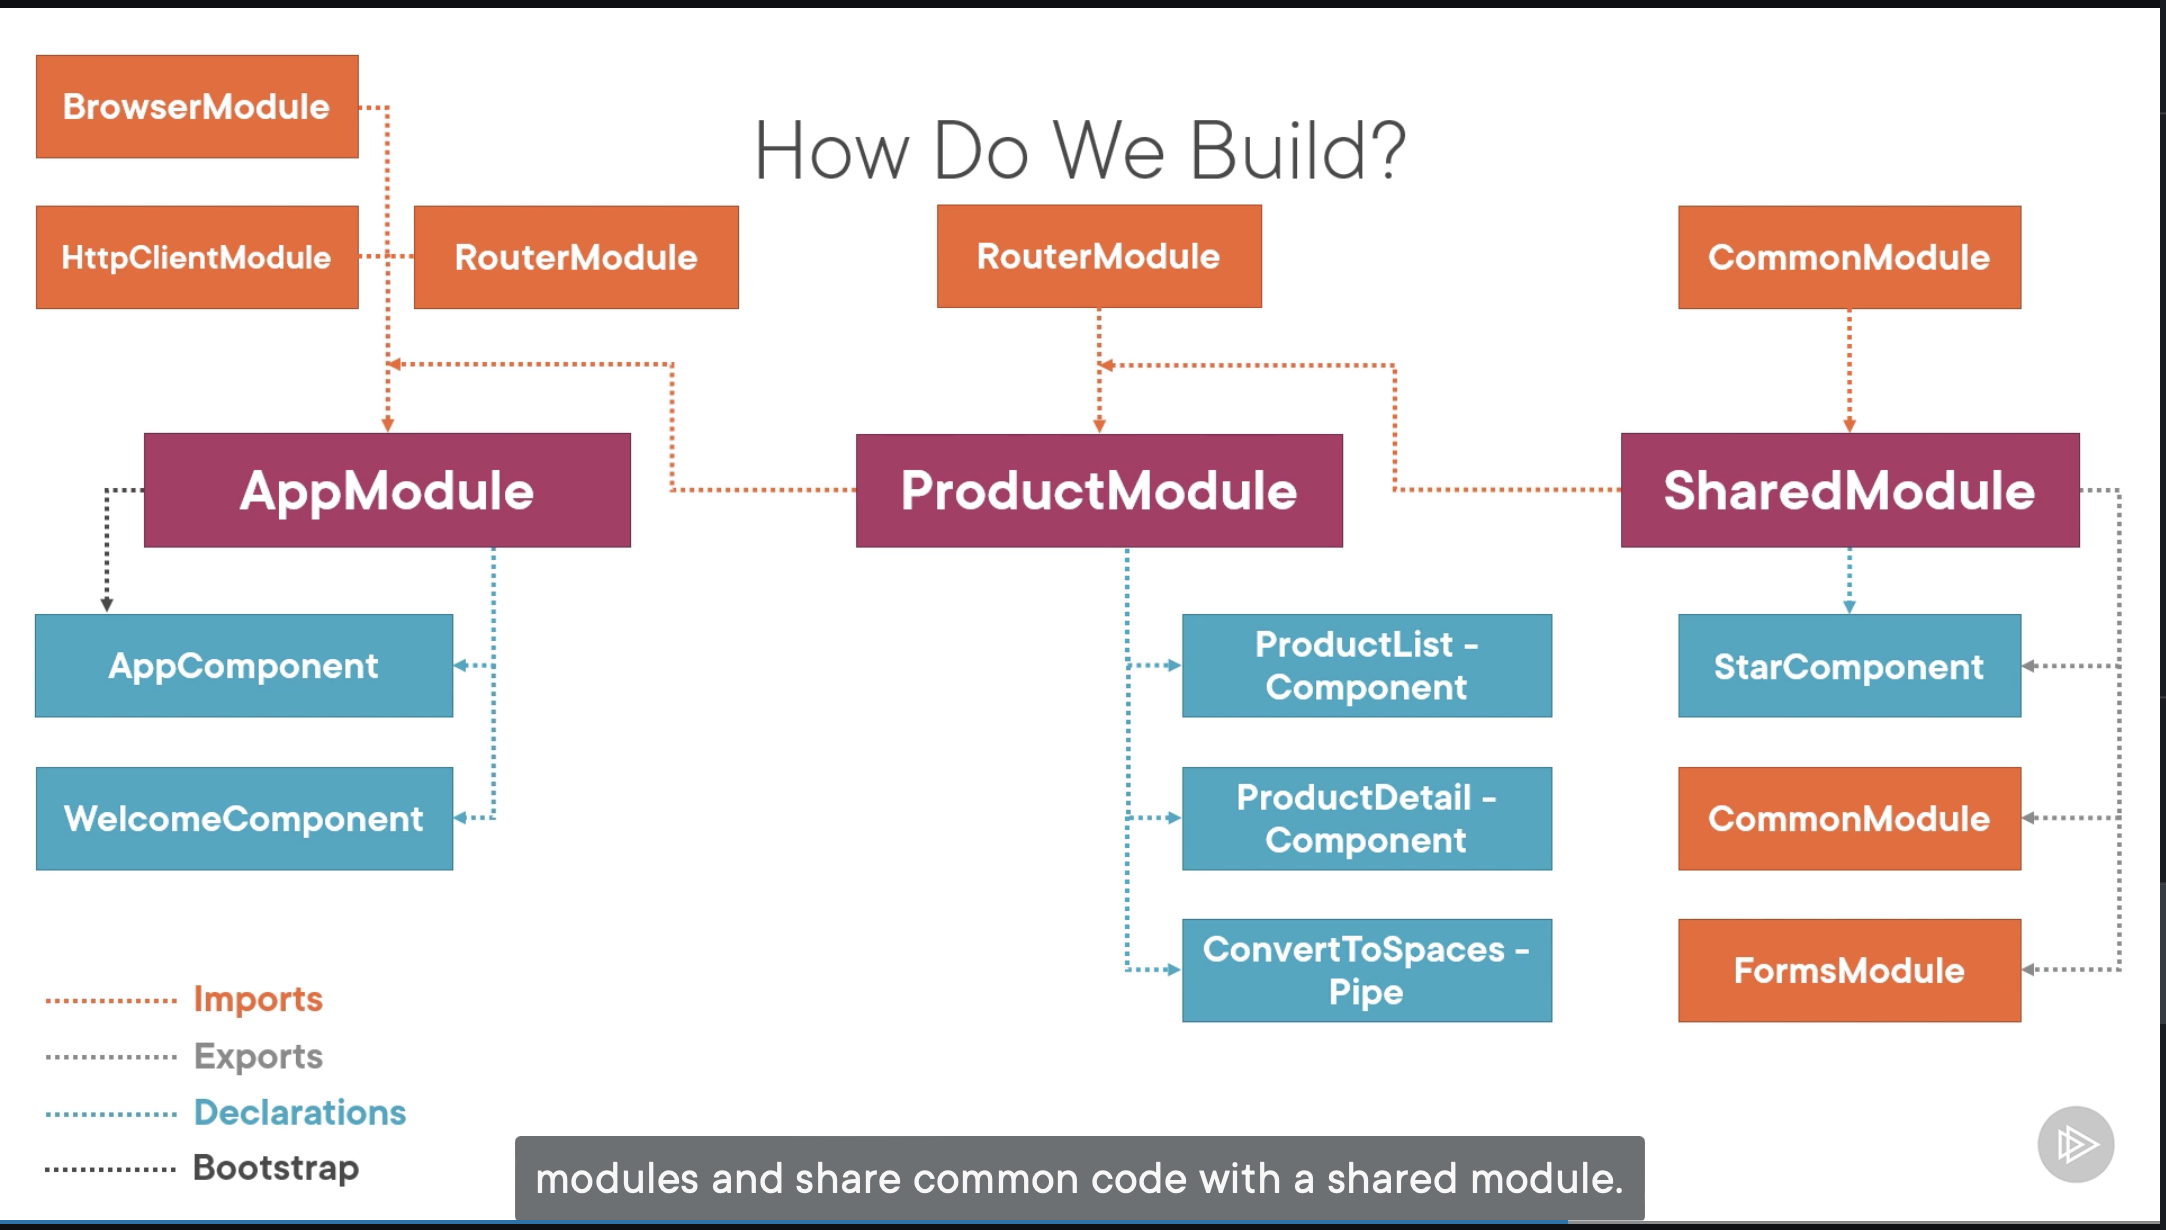 How Do We Build?
BrowserModule
HttpClientModule
RouterModule
RouterModule
CommonModule
AppModule
ProductModule
SharedModule
AppComponent
WelcomeComponent
ProductList -
Component
ProductDetail -
Component
ConvertToSpaces -
Pipe
StarComponent
CommonModule
FormsModule
Imports
Exports
Declarations
Bootstrap
modules and share common code with a shared module.